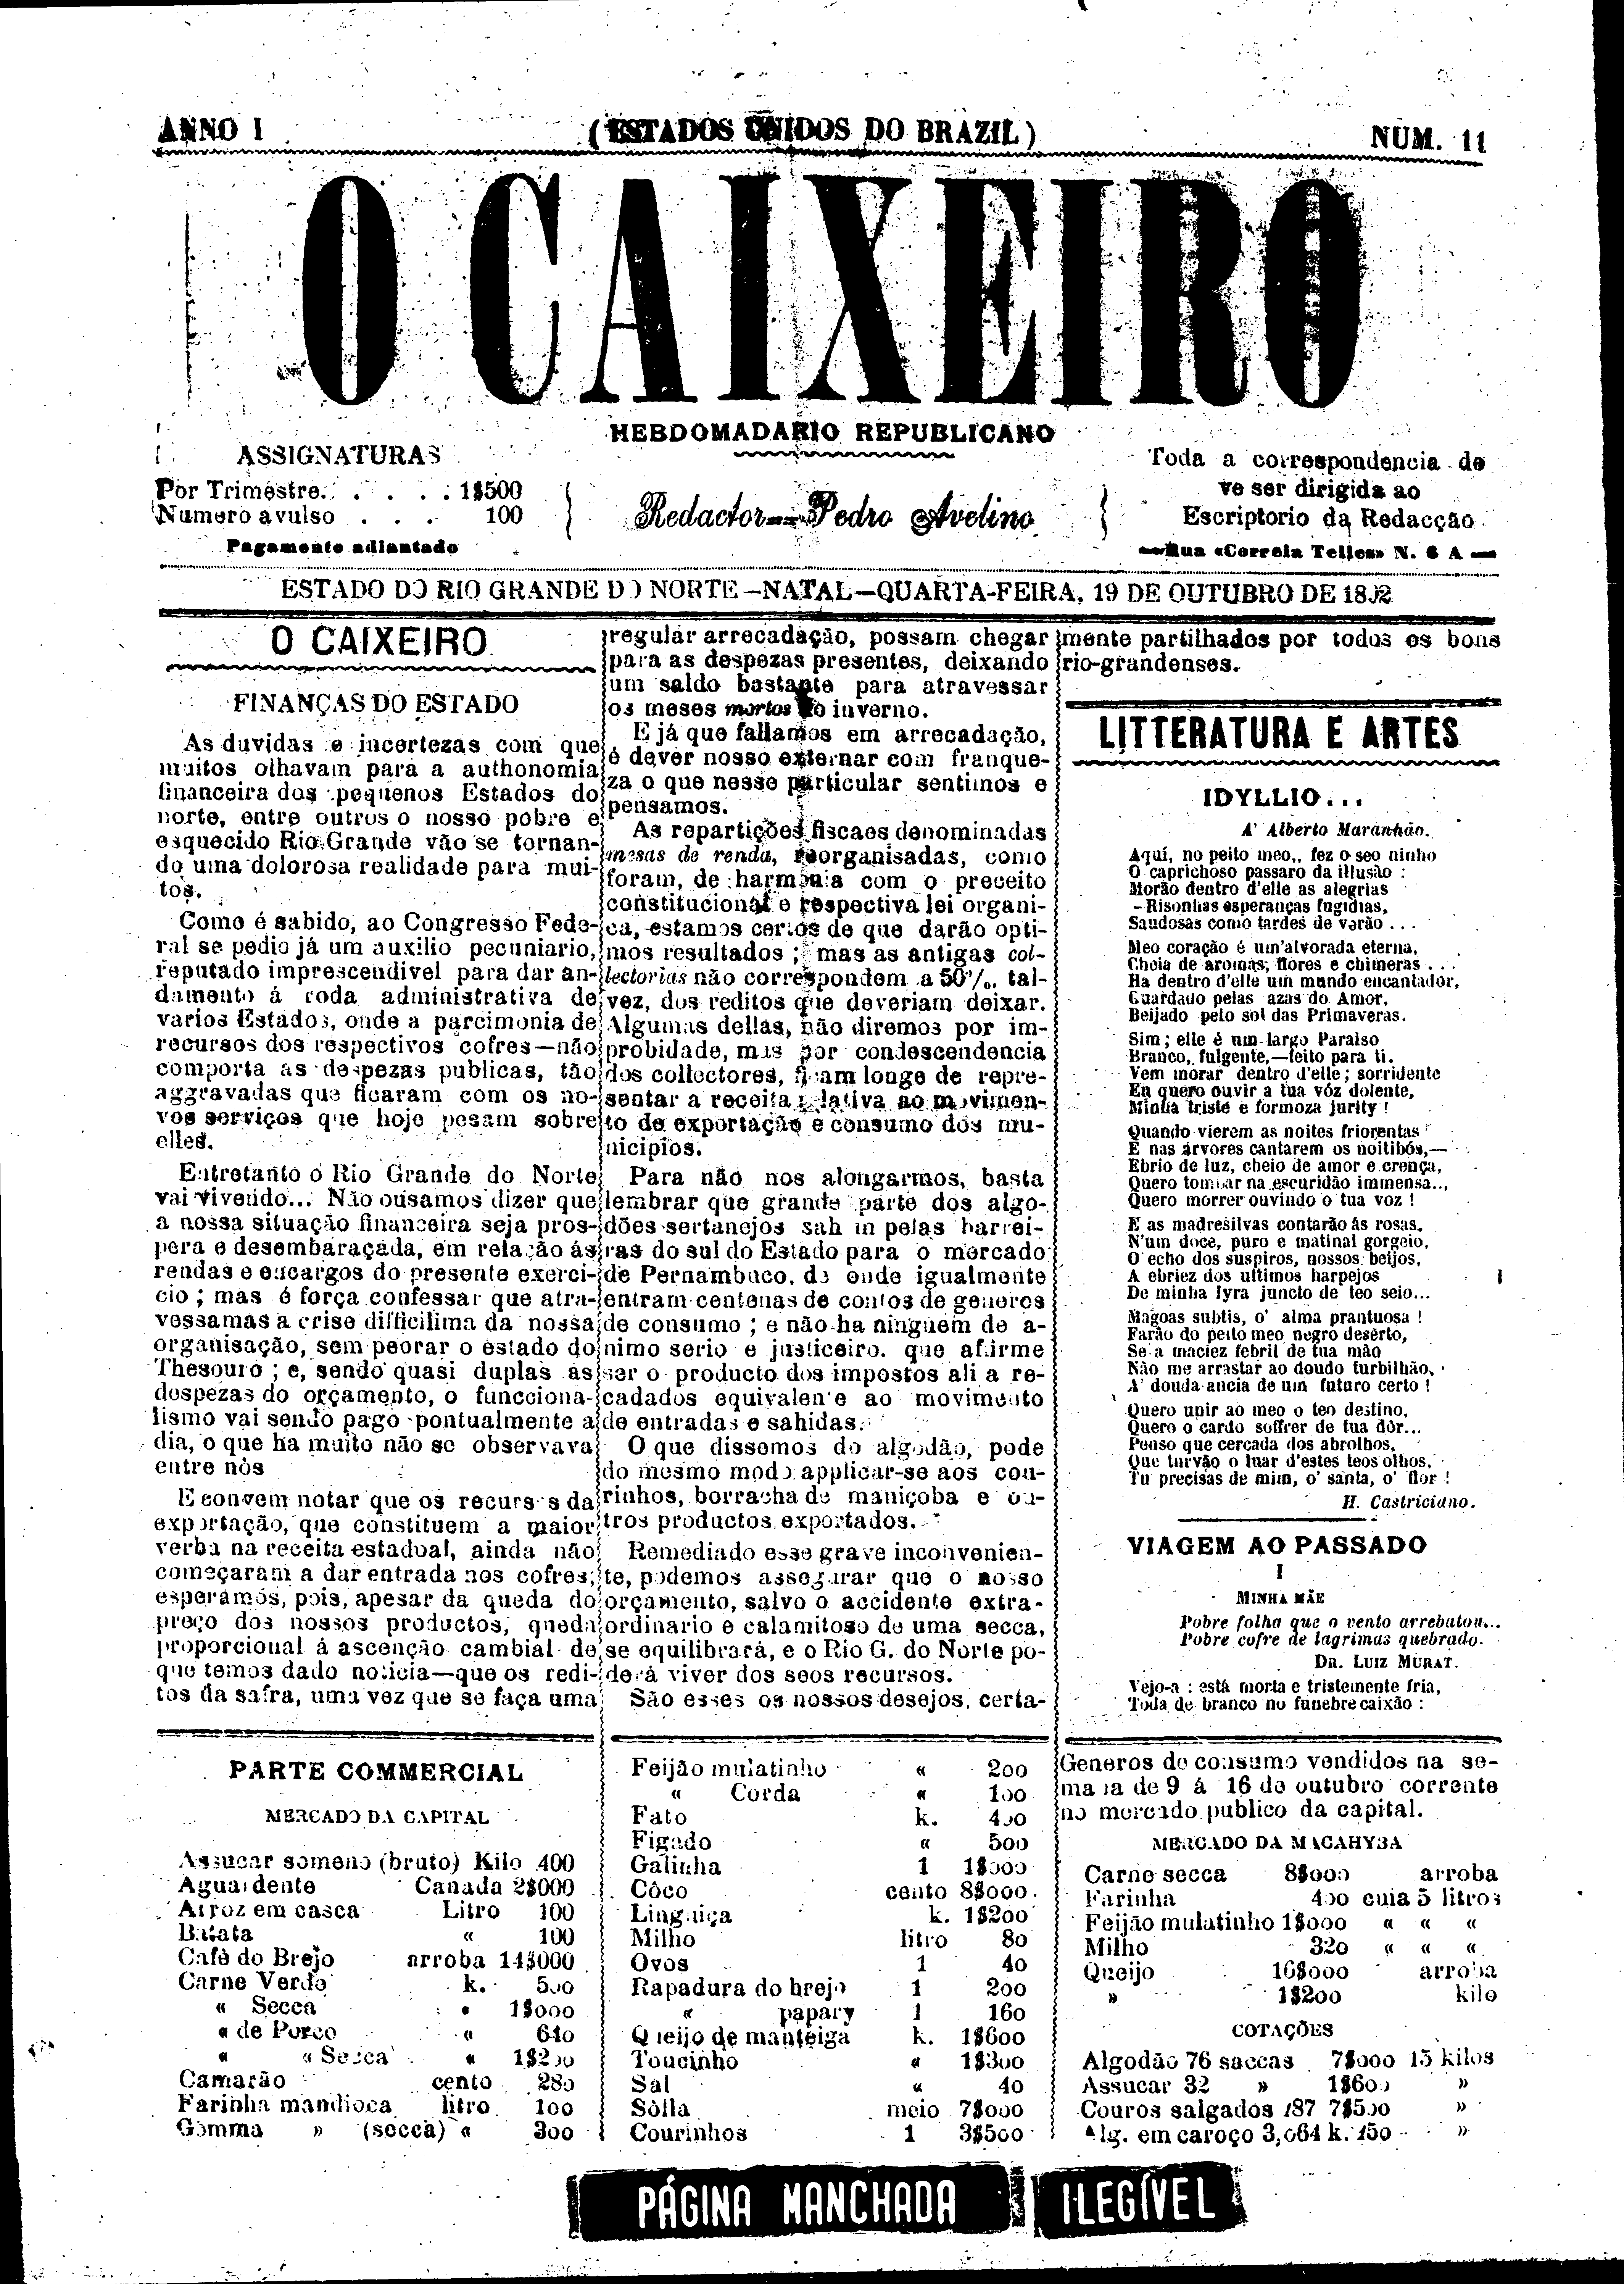 ANNO I
(ESTADOS UNIDOS DO BRAZIL)
NUM. 11
O CAIXEIRO
HEBDOMADARIO REPUBLICANO
ASSIGNATURAS
Por Trimestre. . . . . 1$500
Numero avulso . . . 100
Pagamento adiantado
Redactor—Pedro Avelino
Toda a correspondencia de
ve ser dirigida ao
Escriptorio da Redacção
—Rua «Correia Telles» N. 6 A—
ESTADO DO RIO GRANDE DO NORTE—NATAL—QUARTA-FEIRA, 19 DE OUTUBRO DE 1892
O CAIXEIRO
FINANÇAS DO ESTADO
As duvidas e incertezas com que
muitos olhavam para a authonomia
financeira dos pequenos Estados do
norte, entre outros o nosso pobre e
esquecido Rio Grande vão se tornan-
do uma dolorosa realidade para mui-
tos.
Como é sabido, ao Congresso Fede-
ral se pedio já um auxilio pecuniario,
reputado imprescendivel para dar an-
damento á roda administrativa de
varios Estados, onde a parcimonia de
recursos dos respectivos cofres—não
comporta as despezas publicas, tão
aggravadas que ficaram com os no-
vos serviços que hoje pesam sobre
elles.
Entretanto o Rio Grande do Norte
vai vivendo... Não ousamos dizer que
a nossa situação financeira seja pros-
pera e desembaraçada, em relação ás
rendas e encargos do presente exerci-
cio ; mas é força confessar que atra-
vessamas a crise difficilima da nossa
organisação, sem peorar o estado do
Thesouro ; e, sendo quasi duplas as
despezas do orçamento, o funcciona-
lismo vai sendo pago pontualmente a
dia, o que ha muito não se observava
entre nós
E convem notar que os recursos da
exportação, que constituem a maior
verba na receita estadoal, ainda não
começaram a dar entrada nos cofres;
esperamos, pois, apesar da queda do
preço dos nossos productos, queda
proporcional á ascenção cambial de
que temos dado noticia—que os redi-
tos da safra, uma vez que se faça uma
regular arrecadação, possam chegar
para as despezas presentes, deixando
um saldo bastante para atravessar
os meses mortos do inverno.
E já que fallamos em arrecadação,
é dever nosso externar com franque-
za o que nesse particular sentimos e
pensamos.
As repartições fiscaes denominadas
mesas de renda, reorganisadas, como
foram, de harmonia com o preceito
constitucional e respectiva lei organi-
ca, estamos certos de que darão opti-
mos resultados ; mas as antigas col-
lectorias não correspondem a 50%, tal-
vez, dos reditos que deveriam deixar.
Algumas dellas, não diremos por im-
probidade, mas por condescendencia
dos collectores, ficam longe de repre-
sentar a receita relativa ao movimen-
to de exportação e consumo dos mu-
nicipios.
Para não nos alongarmos, basta
lembrar que grande parte dos algo-
dões sertanejos sahem pelas barrei-
ras do sul do Estado para o mercado
de Pernambuco, de onde igualmente
entram centenas de contos de generos
de consumo ; e não ha ninguem de a-
nimo serio e justiceiro, que afirme
ser o producto dos impostos ali a re-
cadados equivalente ao movimento
de entradas e sahidas.
O que dissemos do algodão, pode
do mesmo modo applicar-se aos cou-
rinhos, borracha de maniçoba e ou-
tros productos exportados.
Remediado esse grave inconvenien-
te, podemos assegurar que o nosso
orçamento, salvo o accidente extra-
ordinario e calamitoso de uma secca,
se equilibrará, e o Rio G. do Norte po-
derá viver dos seos recursos.
São esses os nossos desejos, certa-
mente partilhados por todos os bons
rio-grandenses.
LITTERATURA E ARTES
IDYLLIO...
A' Alberto Maranhão.
Aquí, no peito meo,, fez o seo ninho
O caprichoso passaro da illusão :
Morão dentro d'elle as alegrias
- Risonhas esperanças fugidias,
Saudosas como tardes de verão . . .
Meo coração é um'alvorada eterna,
Cheia de aromas, flores e chimeras . . .
Ha dentro d'elle um mundo encantador,
Guardado pelas azas do Amor,
Beijado pelo sol das Primaveras.
Sim ; elle é um largo Paraiso
Branco, fulgente,—feito para ti.
Vem morar dentro d'elle ; sorridente
Eu quero ouvir a tua vóz dolente,
Minha triste e formoza jurity !
Quando vierem as noites friorentas
E nas árvores cantarem os noitibós,—
Ebrio de luz, cheio de amor e crença,
Quero tombar na escuridão immensa..,
Quero morrer ouvindo o tua voz !
E as madresilvas contarão ás rosas,
N'um doce, puro e matinal gorgeio,
O echo dos suspiros, nossos beijos,
A ebriez dos ultimos harpejos
De minha lyra juncto de teo seio...
Magoas subtis, o' alma prantuosa !
Farão do peito meo negro deserto,
Se a maciez febril de tua mão
Não me arrastar ao doudo turbilhão,
A' douda ancia de um futuro certo !
Quero unir ao meo o teo destino,
Quero o cardo soffrer de tua dôr...
Penso que cercada dos abrolhos,
Que turvão o luar d'estes teos olhos,
Tu precisas de mim, o' santa, o' flor !
H. Castriciano.
VIAGEM AO PASSADO
I
MINHA MÃE
Pobre folha que o vento arrebatou...
Pobre cofre de lagrimas quebrado.
DR. LUIZ MURAT.
Vejo-a : está morta e tristemente fria,
Toda de branco no funebre caixão :
PARTE COMMERCIAL
MERCADO DA CAPITAL
Assucar someno (bruto) Kilo 400
Aguardente Canada 2$000
Arroz em casca Litro 100
Batata « 100
Café do Brejo arroba 14$000
Carne Verde k. 500
« Secca « 1$000
« de Porco « 640
« « Secca « 1$200
Camarão cento 280
Farinha mandioca litro 100
Gomma » (secca) « 300
Feijão mulatinho « 200
« Corda « 100
Fato k. 400
Figado « 500
Galinha 1 1$000
Côco cento 8$000
Linguiça k. 1$200
Milho litro 80
Ovos 1 40
Rapadura do brejo 1 200
« papary 1 160
Queijo de manteiga k. 1$600
Toucinho « 1$300
Sal « 40
Sólla meio 7$000
Courinhos 1 3$500
Generos de consumo vendidos na se-
mana de 9 á 16 de outubro corrente
no mercado publico da capital.
MERCADO DA MACAHYBA
Carne secca 8$000 arroba
Farinha 400 cuia 5 litros
Feijão mulatinho 1$000 « « «
Milho 320 « « «
Queijo 16$000 arroba
» 1$200 kilo
COTAÇÕES
Algodão 76 saccas 7$000 15 kilos
Assucar 32 » 1$600 »
Couros salgados 187 7$500 »
Alg. em caroço 3,064 k. 150 »
PÁGINA MANCHADA
ILEGÍVEL